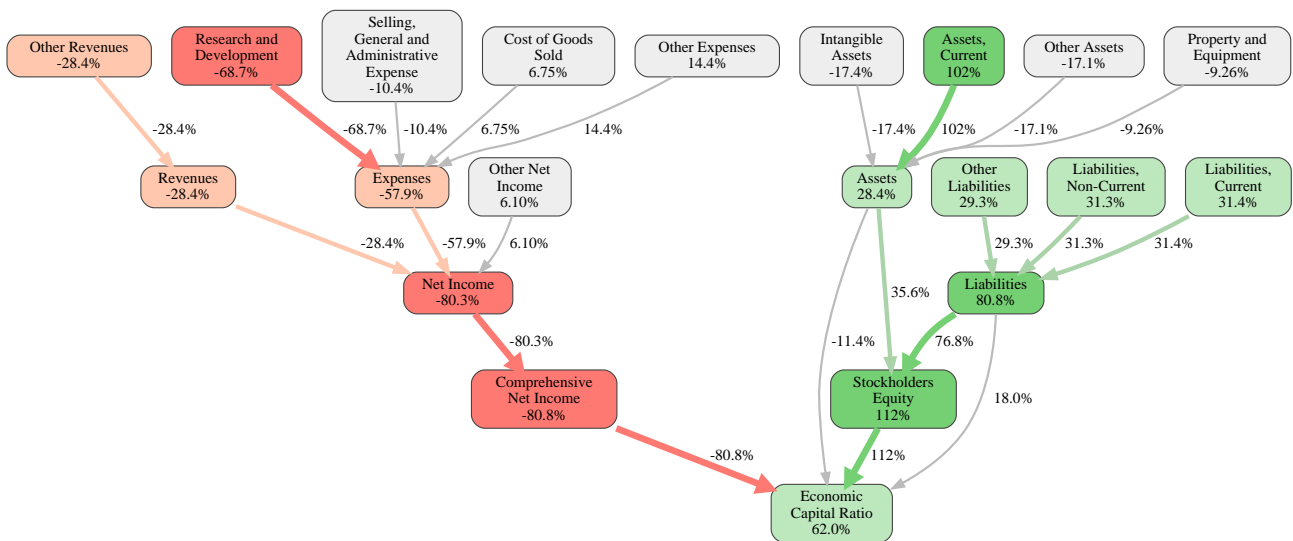 Other Revenues
-28.4%
Research and
Development
-68.7%
Selling,
General and
Administrative
Expense
-10.4%
Cost of Goods
Sold
6.75%
Other Expenses
14.4%
Intangible
Assets
-17.4%
Assets,
Current
102%
Other Assets
-17.1%
Property and
Equipment
-9.26%
-28.4%
-68.7%
-10.4%
6.75%
14.4%
-17.4%
102%
-17.1%
-9.26%
Revenues
-28.4%
Expenses
-57.9%
Other Net
Income
6.10%
Assets
28.4%
Other
Liabilities
29.3%
Liabilities,
Non-Current
31.3%
Liabilities,
Current
31.4%
-28.4%
-57.9%
6.10%
29.3%
31.3%
31.4%
Net Income
-80.3%
35.6%
Liabilities
80.8%
-80.3%
-11.4%
76.8%
Comprehensive
Net Income
-80.8%
Stockholders
Equity
112%
18.0%
-80.8%
112%
Economic
Capital Ratio
62.0%